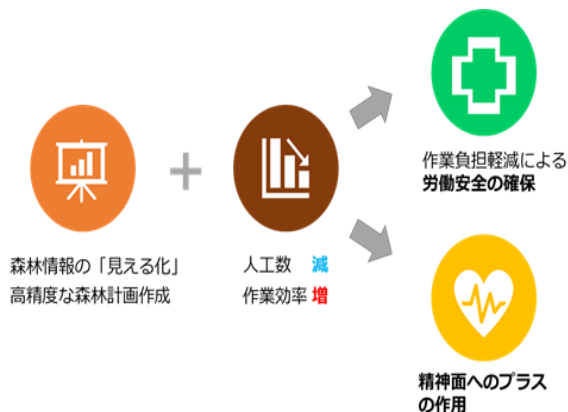 森林情報の「見える化」
高精度な森林計画作成
人工数 減
作業効率 増
作業負担軽減による
労働安全の確保
精神面へのプラス
の作用